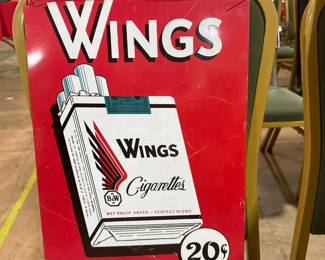 WINGS
WINGS
Cigarettes
B&W
WET PROOF PAPER - PERFECT BLEND
20¢